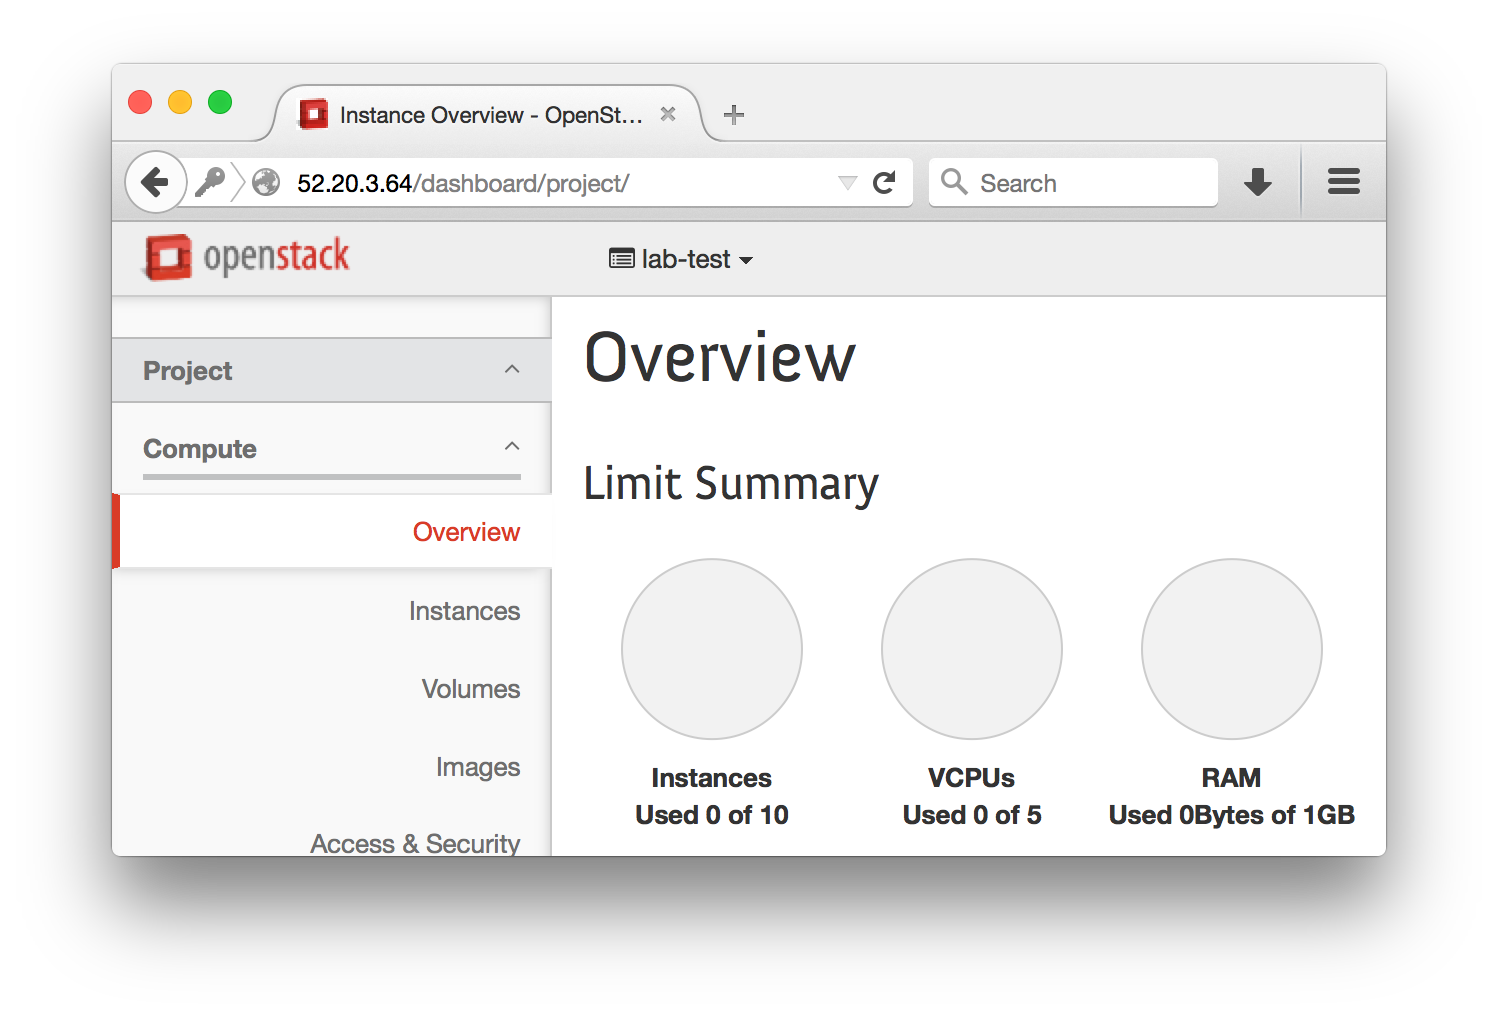 Instance Overview - OpenSt...
52.20.3.64/dashboard/project/
Search
openstack
lab-test
Project
Compute
Overview
Instances
Volumes
Images
Access & Security
Overview
Limit Summary
Instances
Used 0 of 10
VCPUs
Used 0 of 5
RAM
Used 0Bytes of 1GB